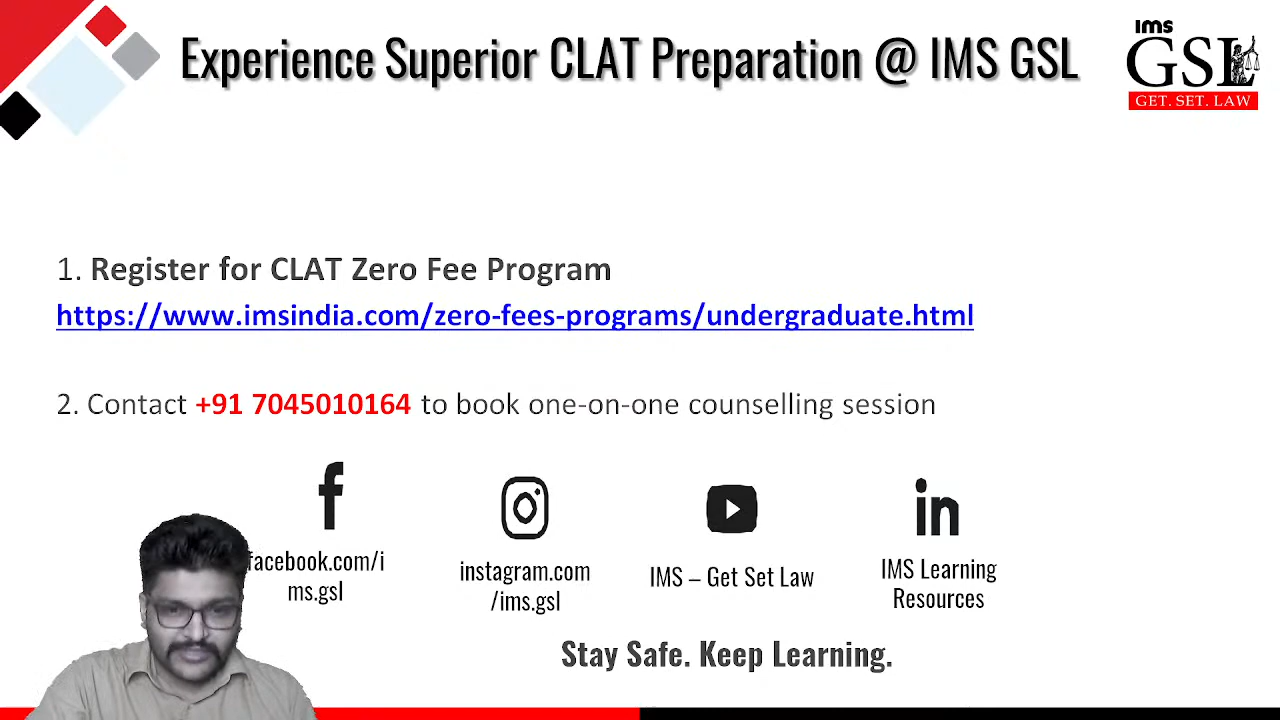 Experience Superior CLAT Preparation @ IMS GSL
ims
GSL
GET. SET. LAW
1. Register for CLAT Zero Fee Program
https://www.imsindia.com/zero-fees-programs/undergraduate.html
2. Contact +91 7045010164 to book one-on-one counselling session
facebook.com/i
ms.gsl
instagram.com
/ims.gsl
IMS – Get Set Law
in
IMS Learning
Resources
Stay Safe. Keep Learning.